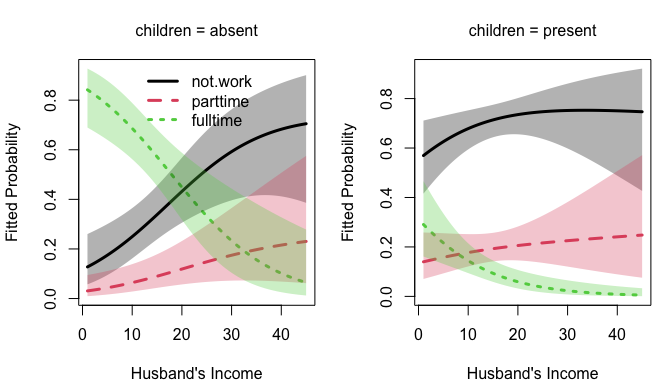 children = absent
not.work
parttime
fulltime
0.0
0.2
0.4
0.6
0.8
Fitted Probability
0
10
20
30
40
Husband's Income
children = present
0.0
0.2
0.4
0.6
0.8
Fitted Probability
0
10
20
30
40
Husband's Income